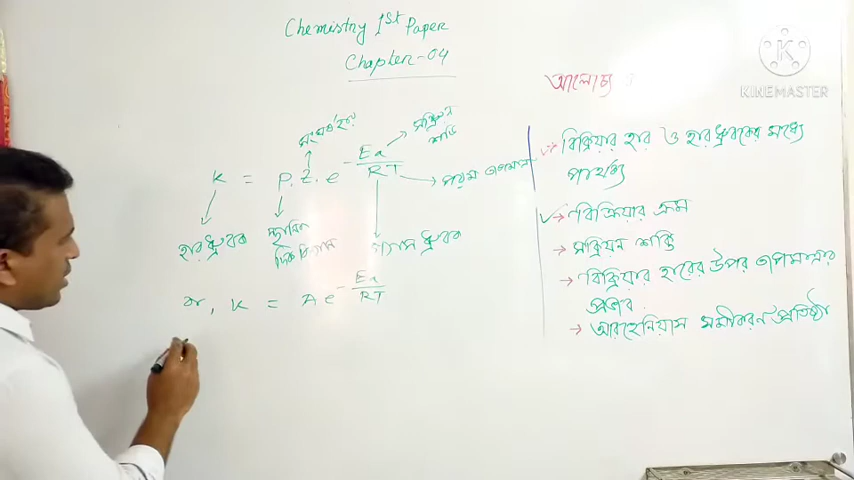 Chemistry 1st Paper
Chapter-04
আলোচ্য
KINEMASTER
সংঘর্ষ হার
সক্রিয়ন শক্তি
K = P.Z.e^-Ea/RT
পরম তাপমাত্রা
হার ধ্রুবক
গ্যাস ধ্রুবক
or, K = Ae^-Ea/RT
বিক্রিয়ার হার ও হার ধ্রুবকের মধ্যে
পার্থক্য
✓→ বিক্রিয়ার ক্রম
→ সক্রিয়ন শক্তি
→ বিক্রিয়ার হারের উপর তাপমাত্রার
প্রভাব.
→ আরহেনিয়াস সমীকরণ প্রতিষ্ঠা